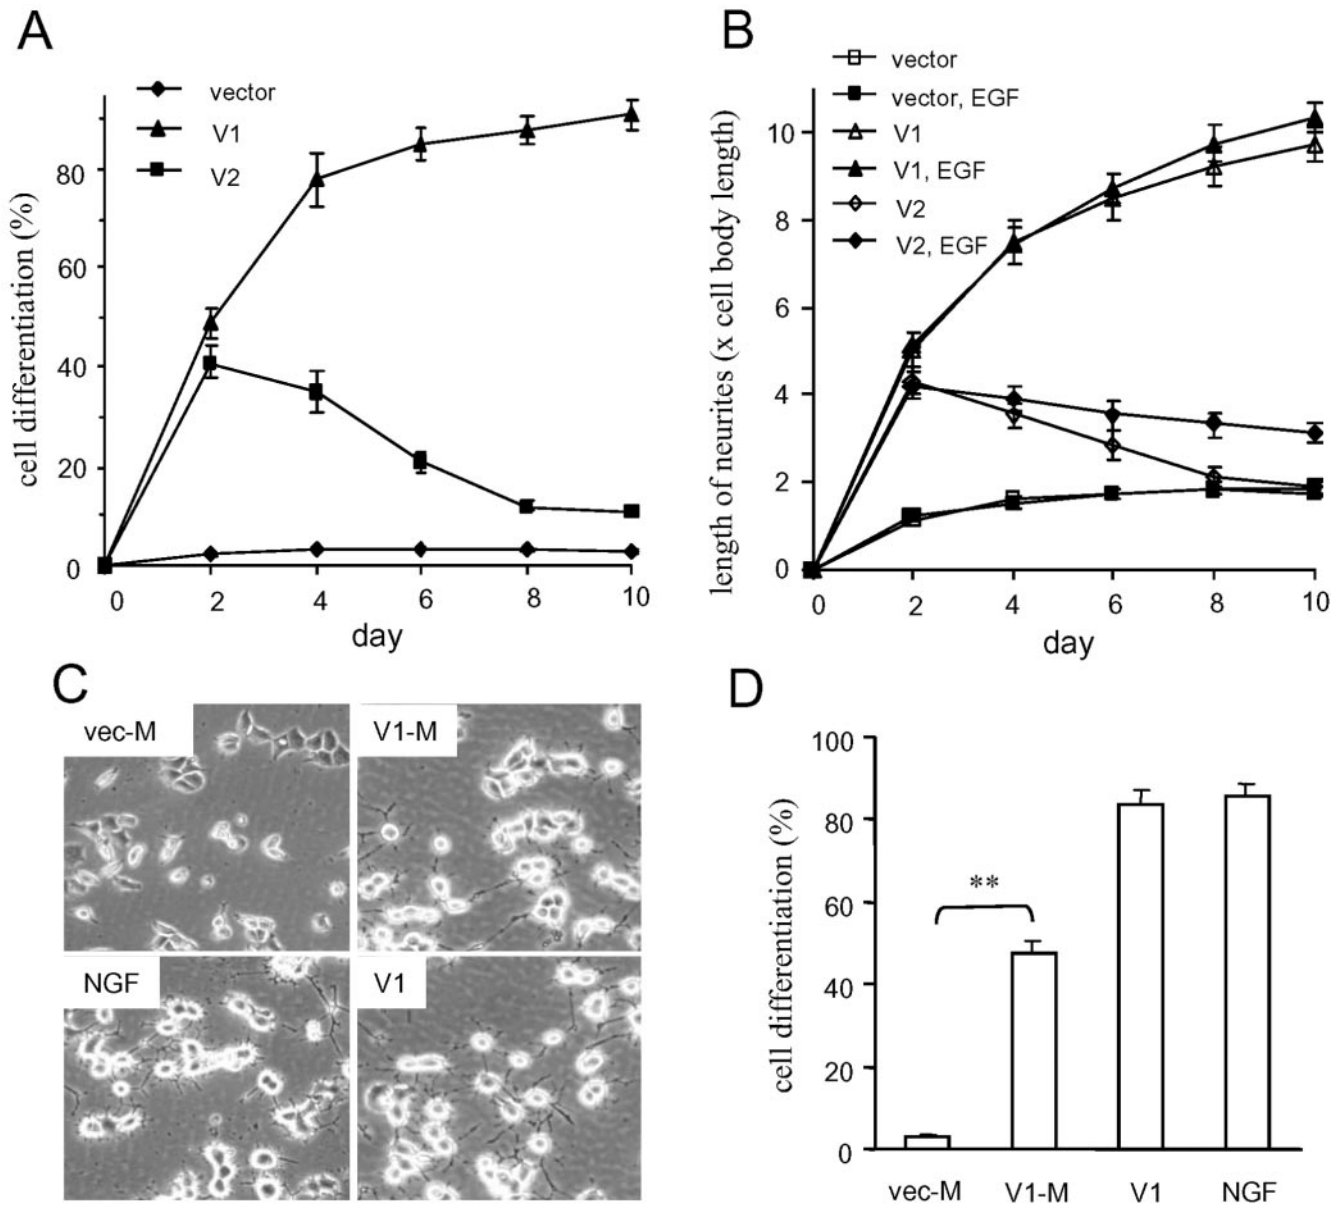 A
vector
V1
V2
cell differentiation (%)
80
60
40
20
0
0 2 4 6 8 10
day
B
vector
vector, EGF
V1
V1, EGF
V2
V2, EGF
length of neurites (x cell body length)
10
8
6
4
2
0
0 2 4 6 8 10
day
C
vec-M
V1-M
NGF
V1
D
cell differentiation (%)
100
80
60
40
20
0
**
vec-M V1-M V1 NGF